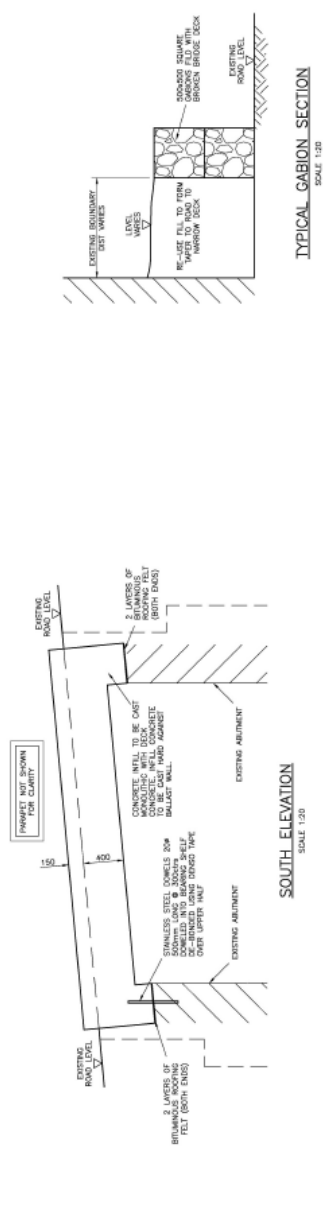 PARAPET NOT SHOWN
FOR CLARITY
EXISTING
ROAD LEVEL
150
400
EXISTING
ROAD LEVEL
2 LAYERS OF
BITUMINOUS ROOFING
FELT (BOTH ENDS)
STAINLESS STEEL DOWELS 20ø
500mm LONG @ 300ctrs
DOWELED INTO BEARING SHELF
DE-BONDED USING DENSO TAPE
OVER UPPER HALF
EXISTING ABUTMENT
CONCRETE INFILL TO BE CAST
MONOLITHIC WITH DECK
CONCRETE. INFILL CONCRETE
TO BE CAST HARD AGAINST
BALLAST WALL.
2 LAYERS OF
BITUMINOUS
ROOFING FELT
(BOTH ENDS)
EXISTING ABUTMENT
SOUTH ELEVATION
SCALE 1:20
EXISTING BOUNDARY
DIST VARIES
LEVEL
VARIES
RE-USE FILL TO FORM
TAPER TO ROAD TO
NARROW DECK
500x500 SQUARE
GABIONS FILD WITH
BROKEN BRIDGE DECK
EXISTING
ROAD LEVEL
TYPICAL GABION SECTION
SCALE 1:20